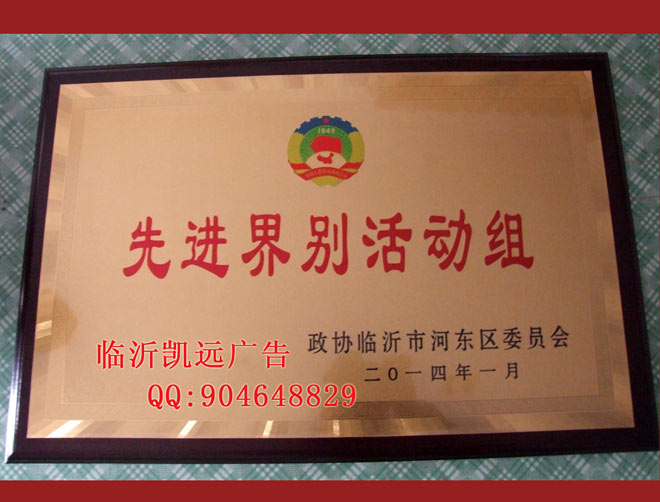 1949
先进界别活动组
临沂凯远广告
政协临沂市河东区委员会
QQ:904648829
二〇一四年一月